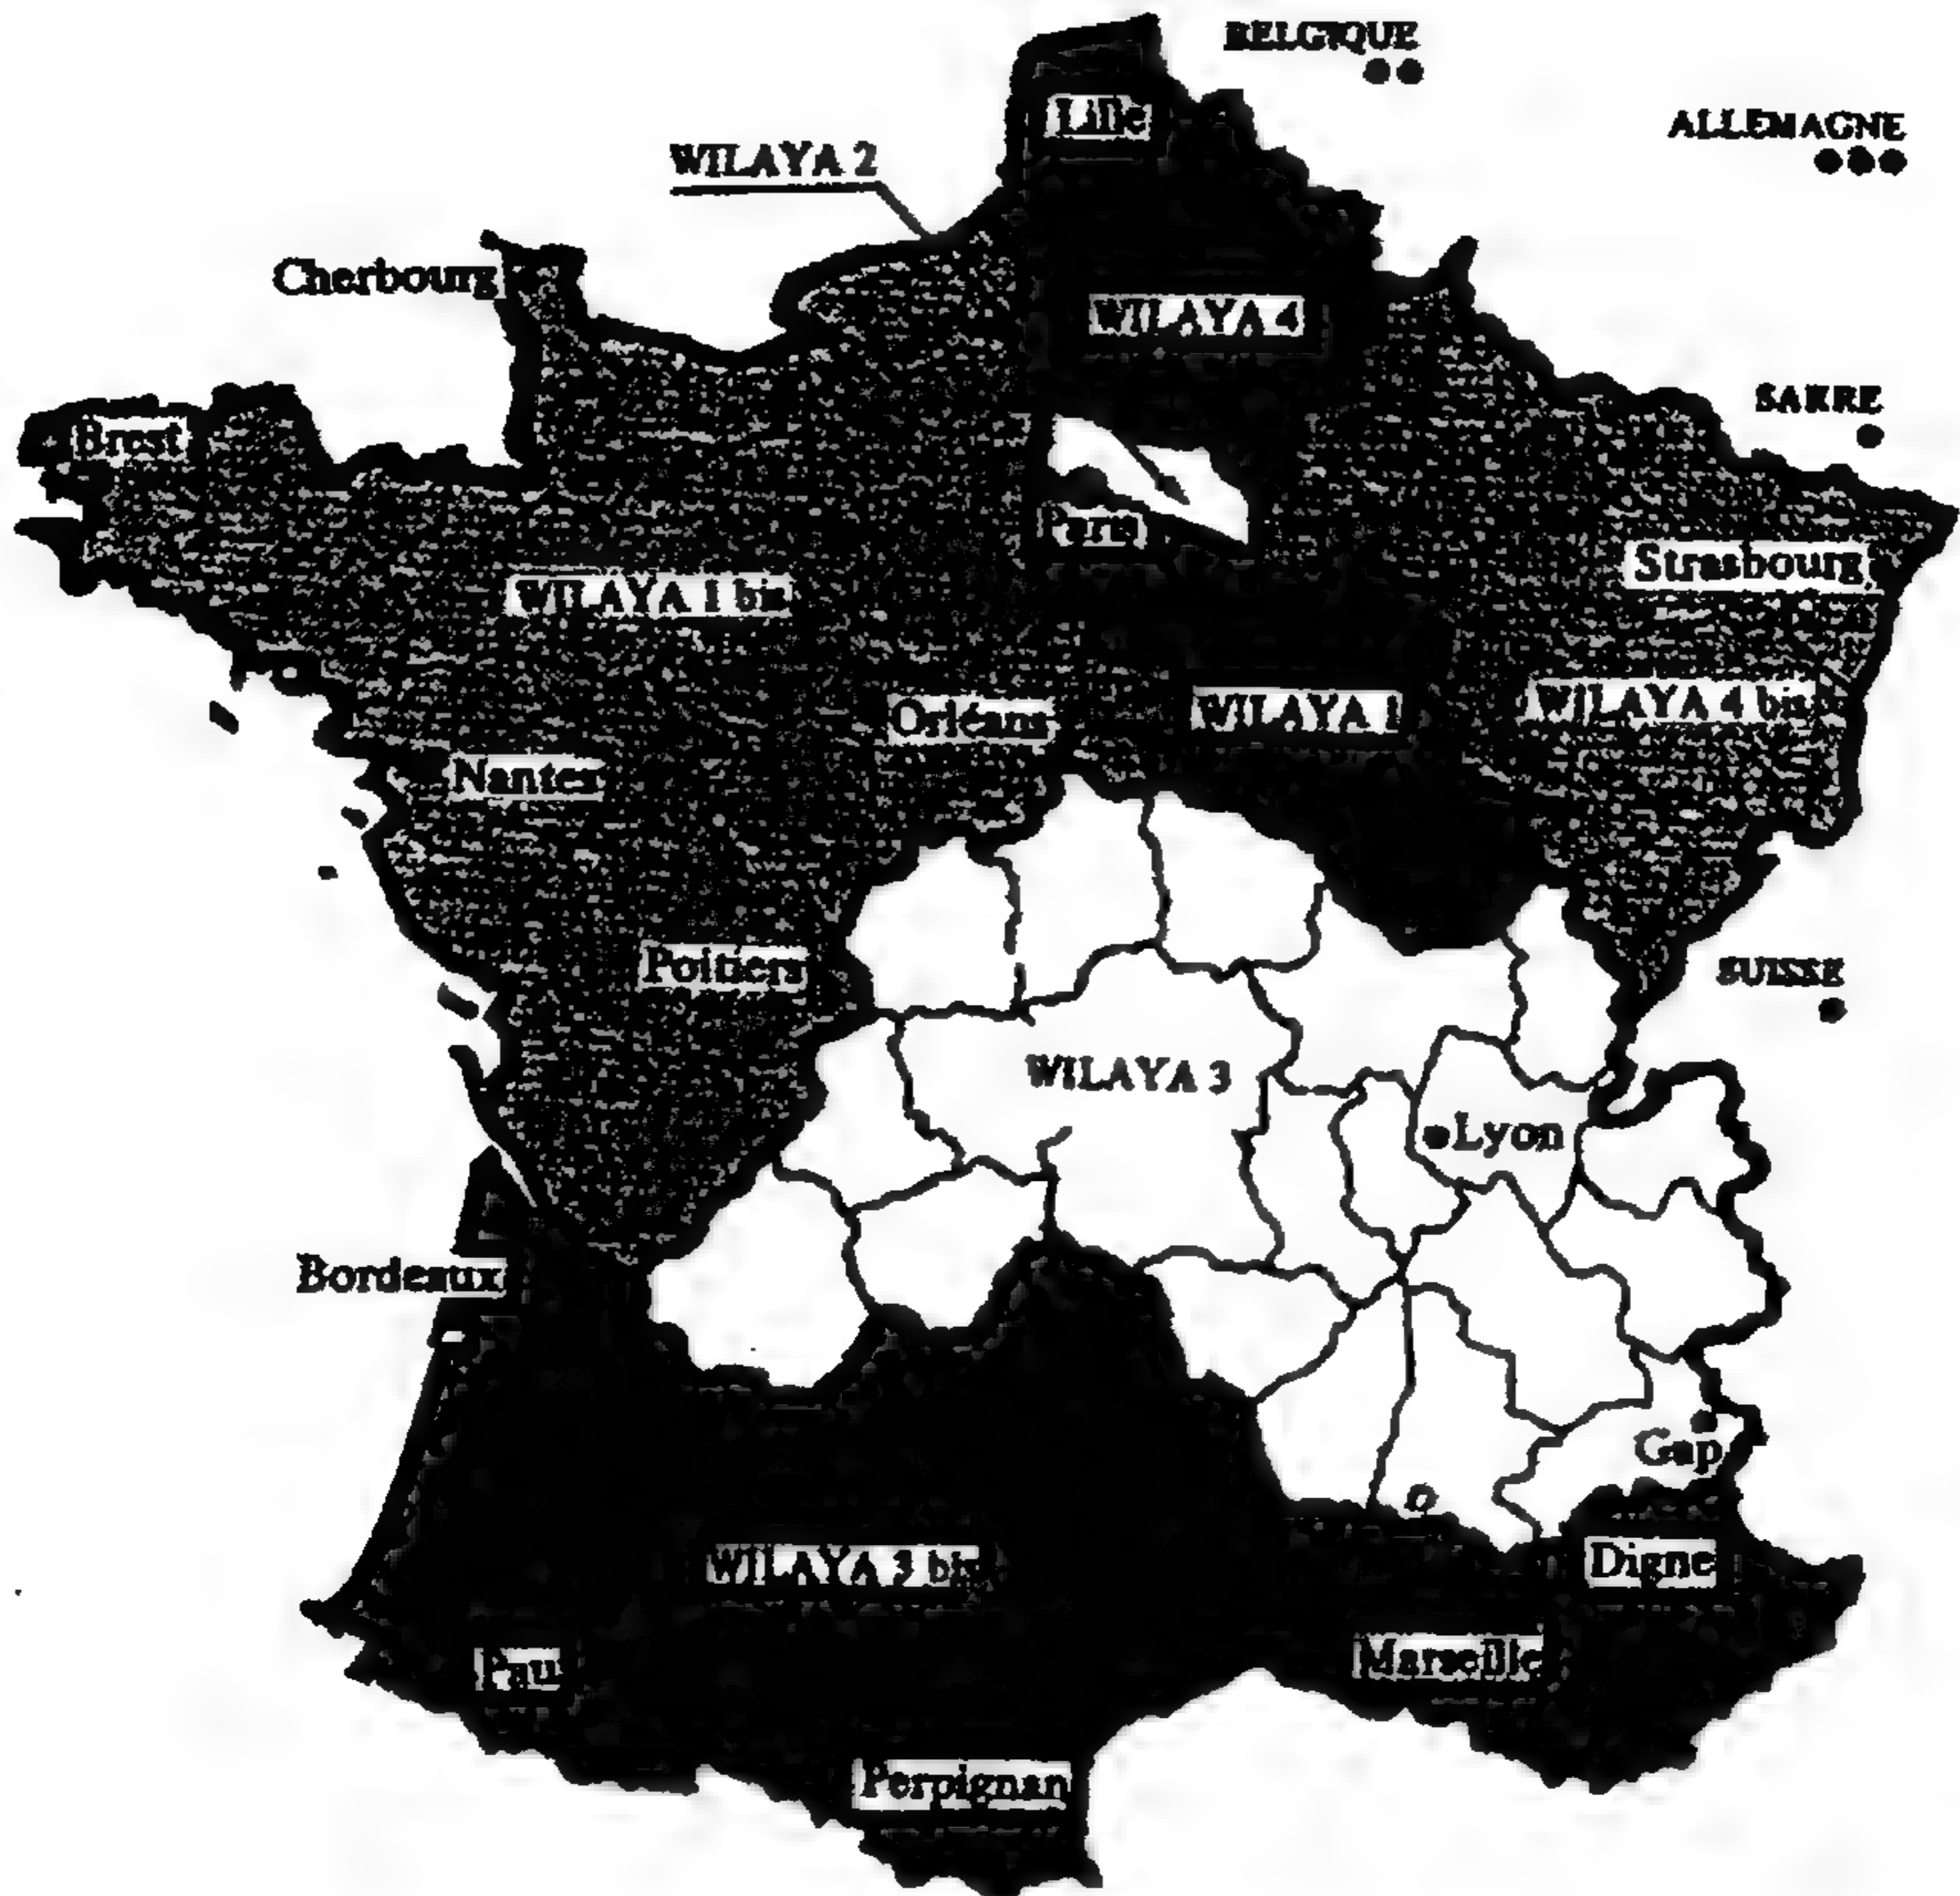 BELGIQUE
Lille
ALLEMAGNE
WILAYA 2
Cherbourg
WILAYA 4
SARRE
Brest
Paris
Strasbourg
WILAYA 1 bis
WILAYA 4 bis
Orléans
WILAYA 1
Nantes
Poitiers
SUISSE
WILAYA 3
Lyon
Bordeaux
Gap
WILAYA 3 bis
Digne
Pau
Marseille
Perpignan